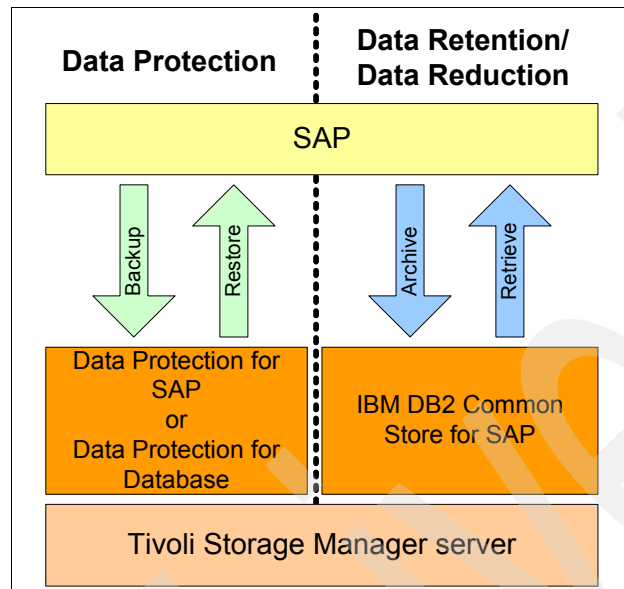 Data Protection
Data Retention/
Data Reduction
SAP
Backup
Restore
Archive
Retrieve
Data Protection for
SAP
or
Data Protection for
Database
IBM DB2 Common
Store for SAP
Tivoli Storage Manager server